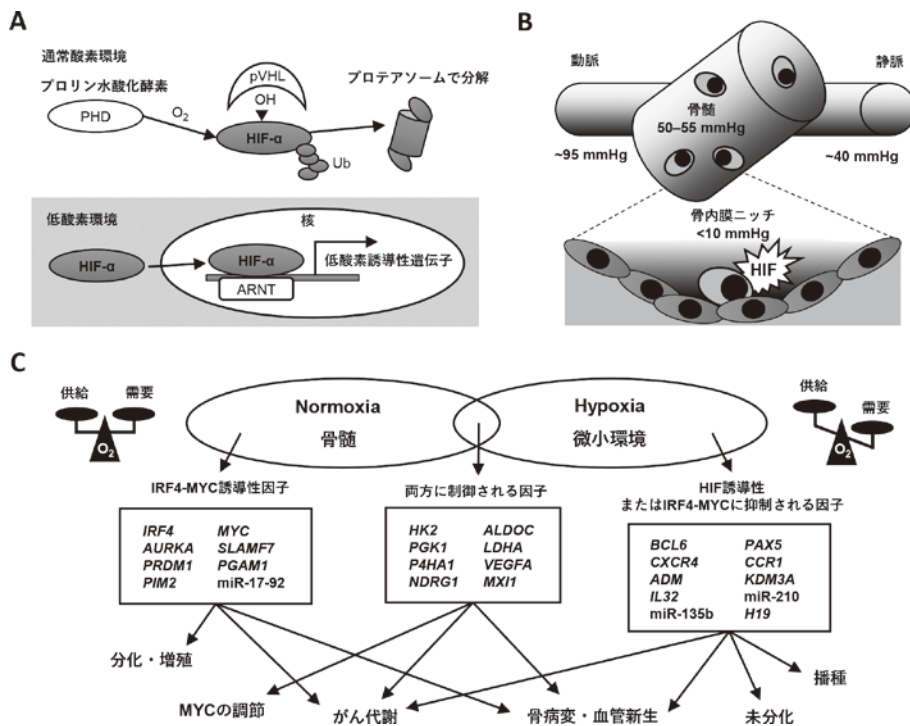 A
通常酸素環境
プロリン水酸化酵素
PHD
O2
pVHL
OH
HIF-α
Ub
プロテアソームで分解
低酸素環境
HIF-α
核
HIF-α
ARNT
低酸素誘導性遺伝子
B
動脈
静脈
骨髄
50–55 mmHg
~95 mmHg
~40 mmHg
骨内膜ニッチ
<10 mmHg
HIF
C
供給
需要
O2
Normoxia
骨髄
Hypoxia
微小環境
供給
需要
O2
IRF4-MYC誘導性因子
IRF4 MYC
AURKA SLAMF7
PRDM1 PGAM1
PIM2 miR-17-92
両方に制御される因子
HK2 ALDOC
PGK1 LDHA
P4HA1 VEGFA
NDRG1 MXI1
HIF誘導性
またはIRF4-MYCに抑制される因子
BCL6 PAX5
CXCR4 CCR1
ADM KDM3A
IL32 miR-210
miR-135b H19
分化・増殖
MYCの調節
がん代謝
骨病変・血管新生
未分化
播種